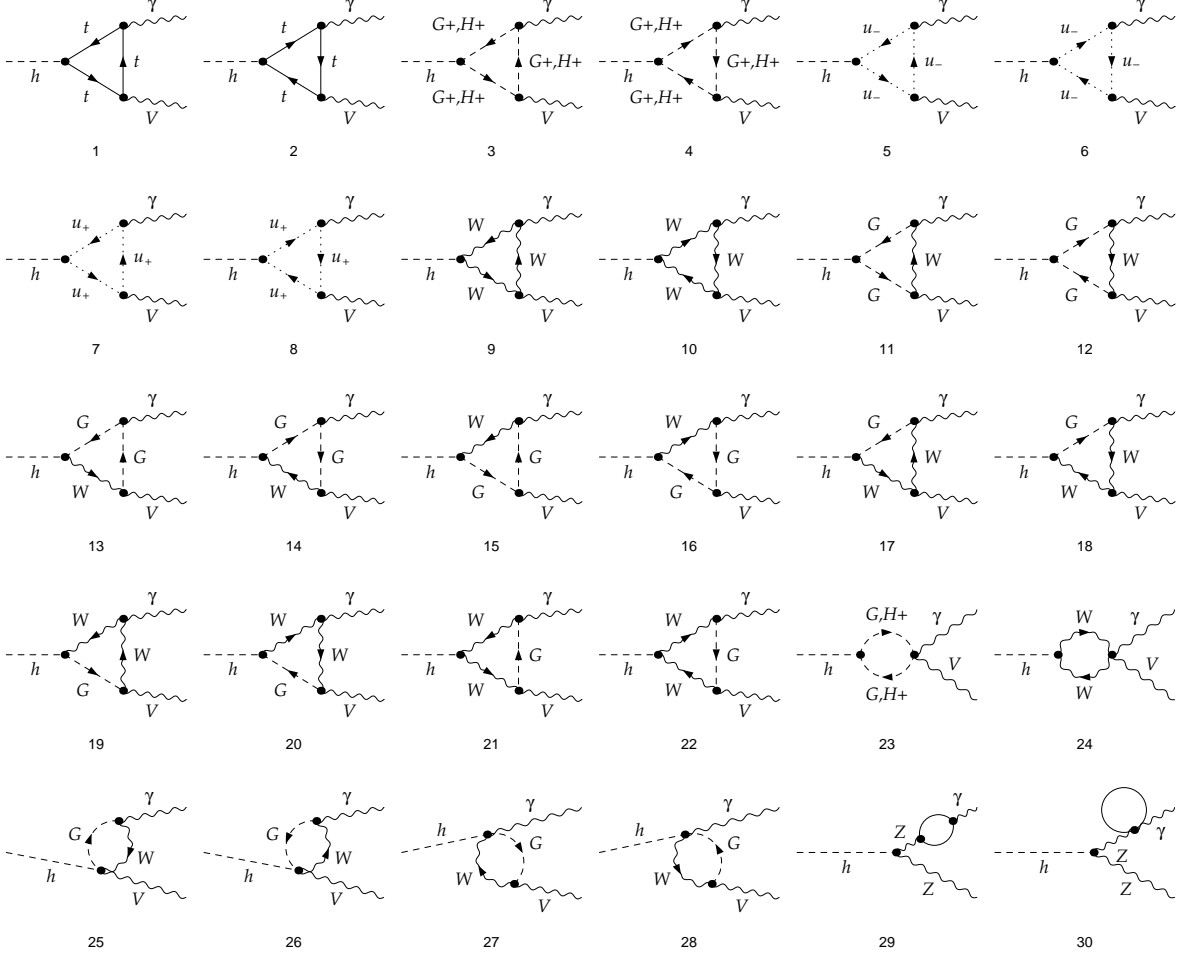 γ γ γ γ γ γ
t t G+,H+ G+,H+ u₋ u₋
t t G+,H+ G+,H+ u₋ u₋
h h h h h h
t t G+,H+ G+,H+ u₋ u₋
V V V V V V
1 2 3 4 5 6
γ γ γ γ γ γ
u₊ u₊ W W G G
u₊ u₊ W W W W
h h h h h h
u₊ u₊ W W G G
V V V V V V
7 8 9 10 11 12
γ γ γ γ γ γ
G G W W G G
G G G G W W
h h h h h h
W W G G W W
V V V V V V
13 14 15 16 17 18
γ γ γ γ G,H+ γ W γ
W W W W
W W G G
h h h h h V h V
G G W W G,H+ W
V V V V
19 20 21 22 23 24
γ γ γ γ γ
G G h G h G Z γ
W W Z
h h W W h h
V V V V Z Z
25 26 27 28 29 30